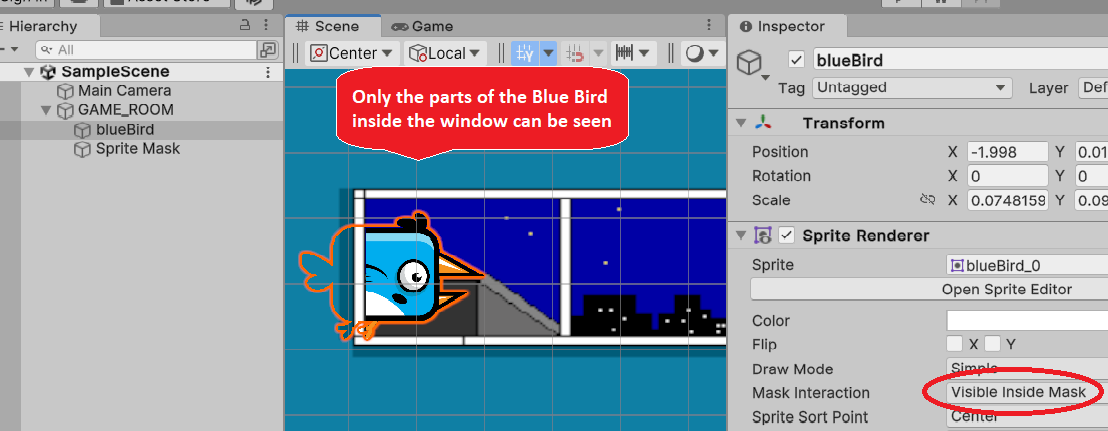 Asset Store
Hierarchy
All
SampleScene
Main Camera
GAME_ROOM
blueBird
Sprite Mask
Scene
Game
Center
Local
Only the parts of the Blue Bird
inside the window can be seen
Inspector
blueBird
Tag Untagged Layer Def
Transform
Position X -1.998 Y 0.01
Rotation X 0 Y 0
Scale X 0.0748159 Y 0.09
Sprite Renderer
Sprite blueBird_0
Open Sprite Editor
Color
Flip X Y
Draw Mode Simple
Mask Interaction Visible Inside Mask
Sprite Sort Point Center